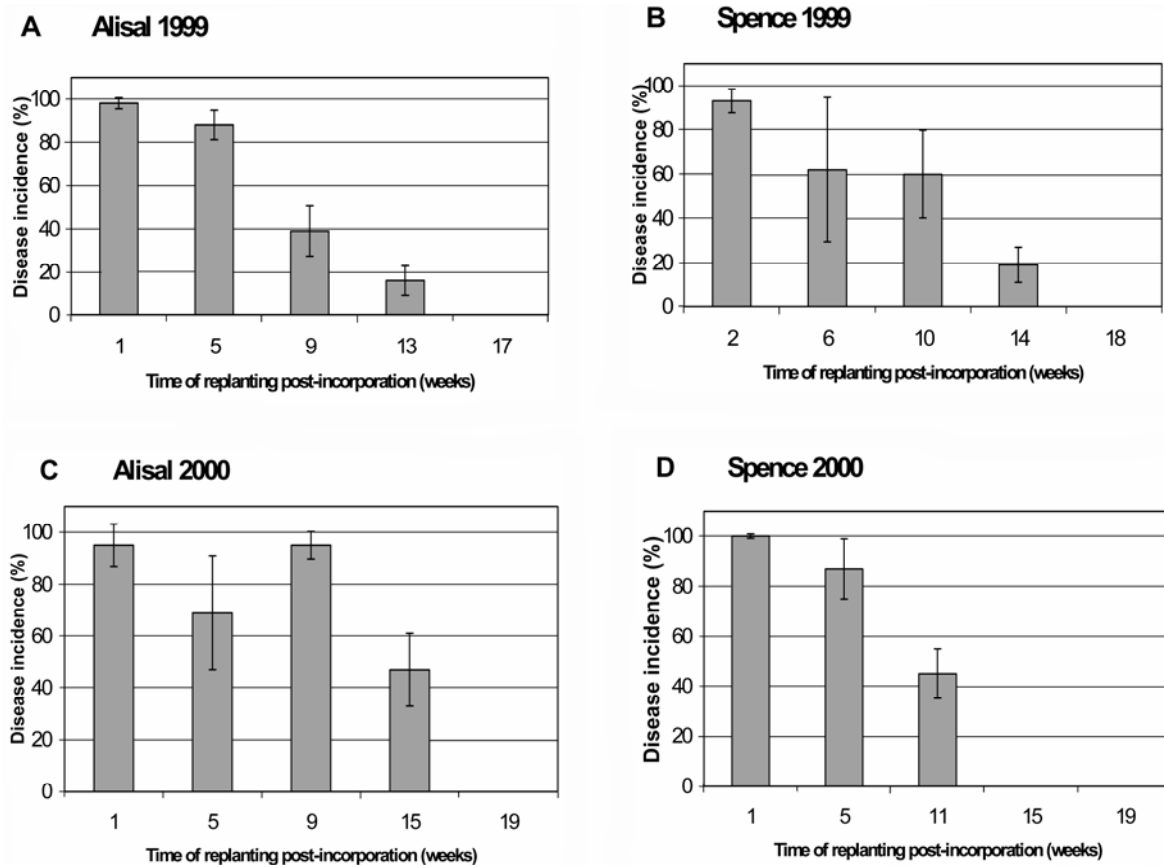 A Alisal 1999
Disease incidence (%)
100
80
60
40
20
0
1 5 9 13 17
Time of replanting post-incorporation (weeks)
B Spence 1999
Disease incidence (%)
100
80
60
40
20
0
2 6 10 14 18
Time of replanting post-incorporation (weeks)
C Alisal 2000
Disease incidence (%)
100
80
60
40
20
0
1 5 9 15 19
Time of replanting post-incorporation (weeks)
D Spence 2000
Disease incidence (%)
100
80
60
40
20
0
1 5 11 15 19
Time of replanting post-incorporation (weeks)